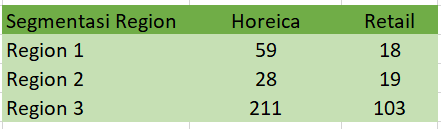 Segmentasi Region Horeica Retail
Region 1 59 18
Region 2 28 19
Region 3 211 103